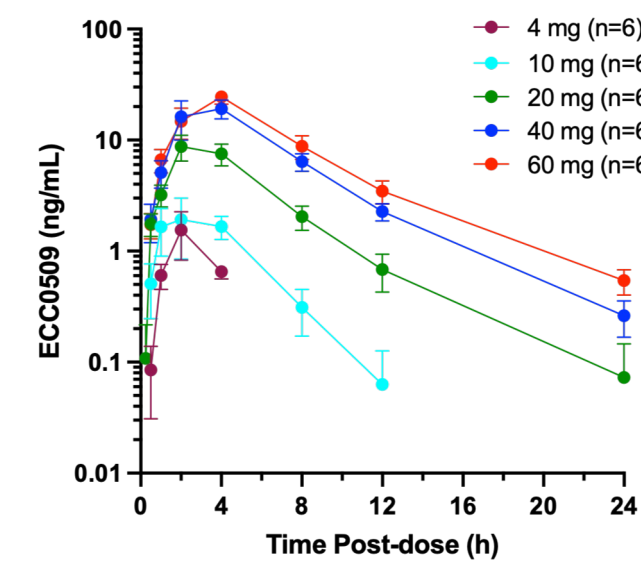 4 mg (n=6)
10 mg (n=6
20 mg (n=6
40 mg (n=6
60 mg (n=6
100
10
1
0.1
0.01
ECC0509 (ng/mL)
0 4 8 12 16 20 24
Time Post-dose (h)